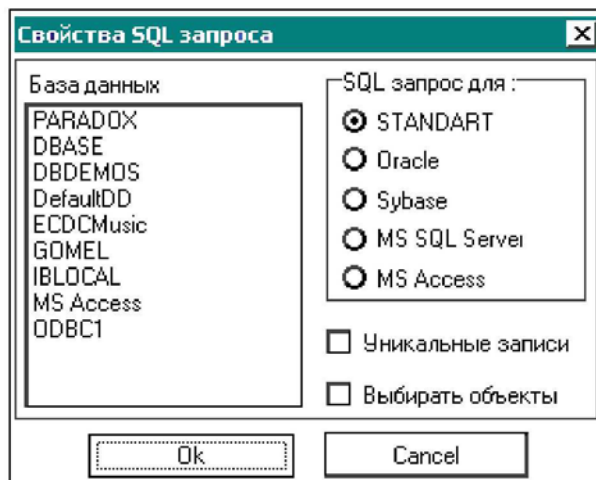 Свойства SQL запроса
База данных
PARADOX
DBASE
DBDEMOS
DefaultDD
ECDCMusic
GOMEL
IBLOCAL
MS Access
ODBC1
SQL запрос для :
STANDART
Oracle
Sybase
MS SQL Server
MS Access
Уникальные записи
Выбирать объекты
Ok
Cancel